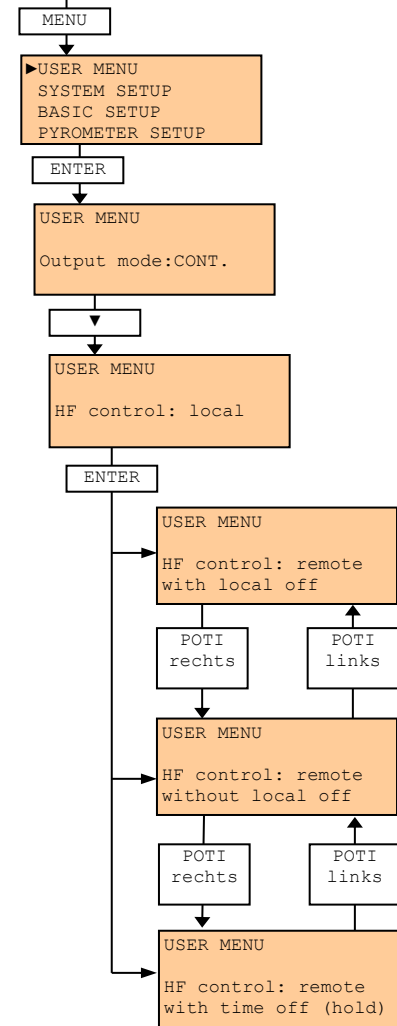 MENU
►USER MENU
SYSTEM SETUP
BASIC SETUP
PYROMETER SETUP
ENTER
USER MENU
Output mode:CONT.
▼
USER MENU
HF control: local
ENTER
USER MENU
HF control: remote
with local off
POTI
rechts
POTI
links
USER MENU
HF control: remote
without local off
POTI
rechts
POTI
links
USER MENU
HF control: remote
with time off (hold)